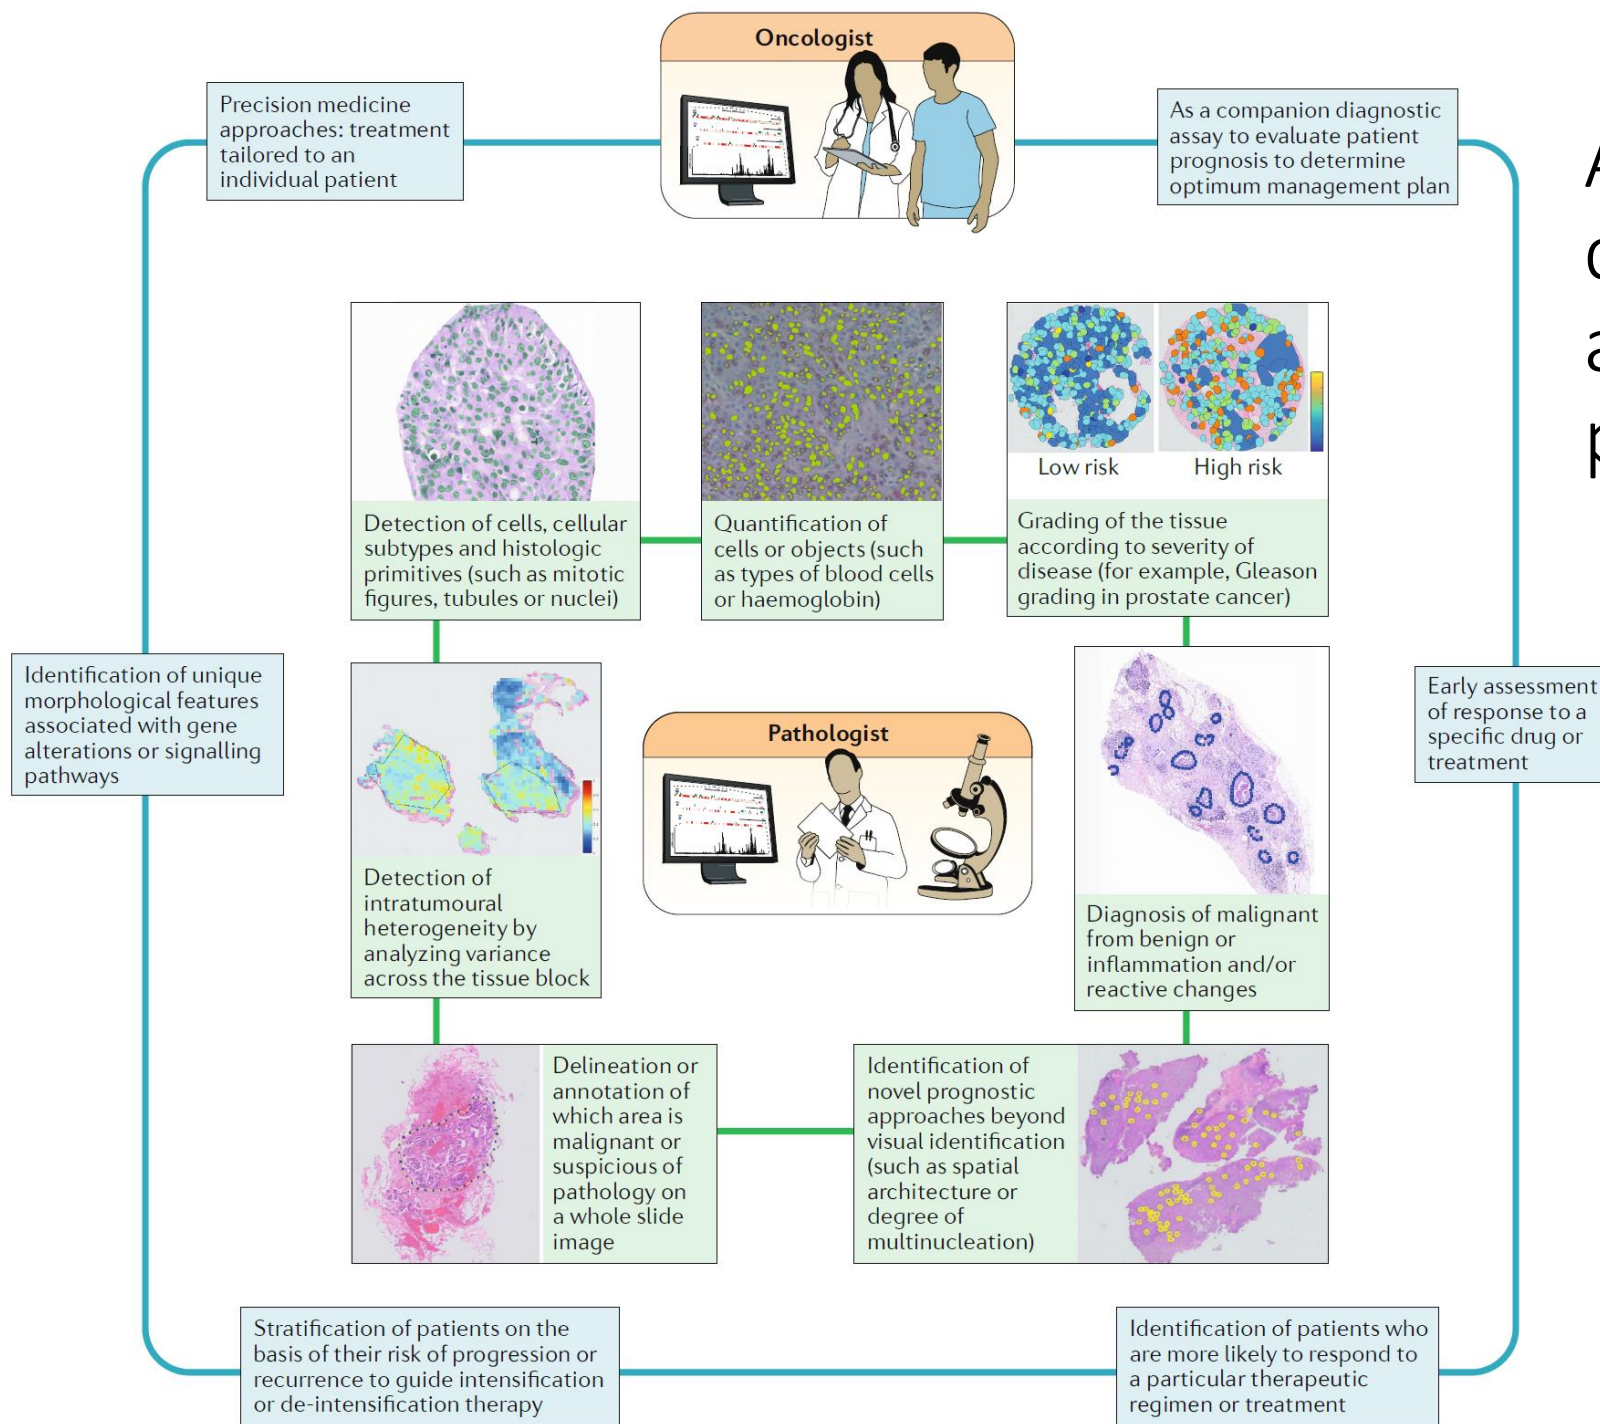 Oncologist
Precision medicine
approaches: treatment
tailored to an
individual patient
As a companion diagnostic
assay to evaluate patient
prognosis to determine
optimum management plan
Low risk
High risk
Detection of cells, cellular
subtypes and histologic
primitives (such as mitotic
figures, tubules or nuclei)
Quantification of
cells or objects (such
as types of blood cells
or haemoglobin)
Grading of the tissue
according to severity of
disease (for example, Gleason
grading in prostate cancer)
Identification of unique
morphological features
associated with gene
alterations or signalling
pathways
Early assessment
of response to a
specific drug or
treatment
Pathologist
Detection of
intratumoural
heterogeneity by
analyzing variance
across the tissue block
Diagnosis of malignant
from benign or
inflammation and/or
reactive changes
Delineation or
annotation of
which area is
malignant or
suspicious of
pathology on
a whole slide
image
Identification of
novel prognostic
approaches beyond
visual identification
(such as spatial
architecture or
degree of
multinucleation)
Stratification of patients on the
basis of their risk of progression or
recurrence to guide intensification
or de-intensification therapy
Identification of patients who
are more likely to respond to
a particular therapeutic
regimen or treatment